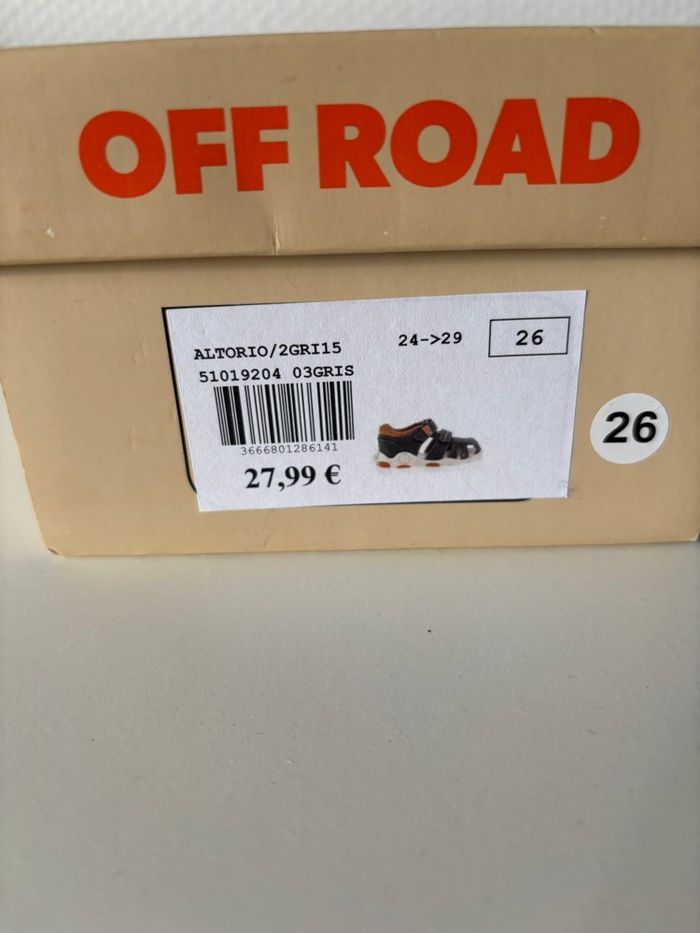 OFF ROAD
ALTORIO/2GRI15
24->29
26
51019204 03GRIS
3666801286141
27,99 €
26